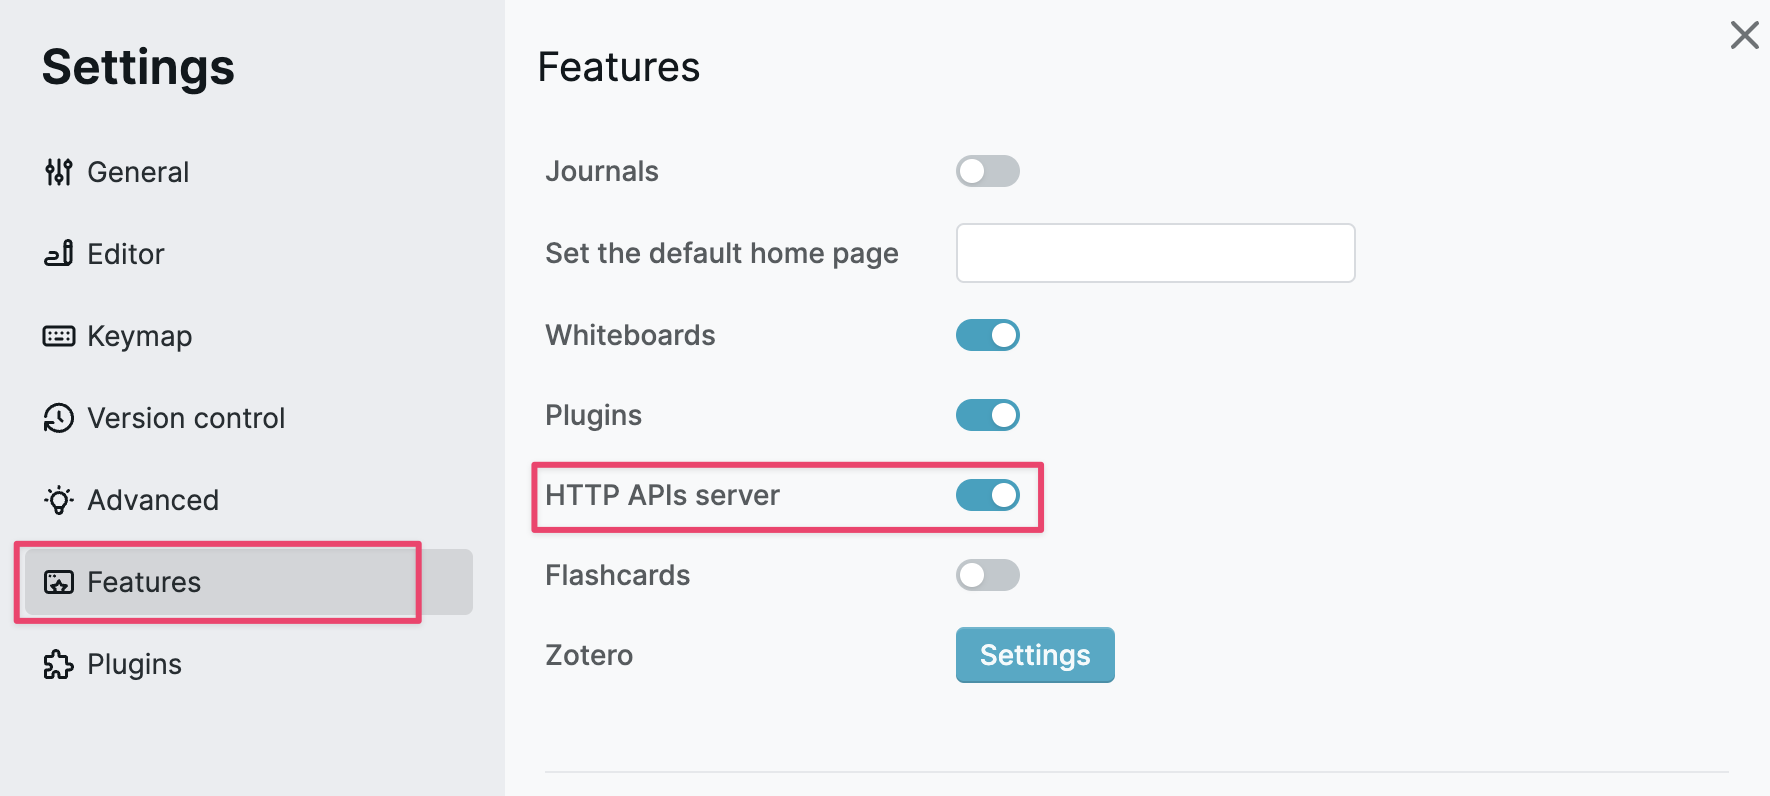 Settings
General
Editor
Keymap
Version control
Advanced
Features
Plugins
Features
Journals
Set the default home page
Whiteboards
Plugins
HTTP APIs server
Flashcards
Zotero Settings